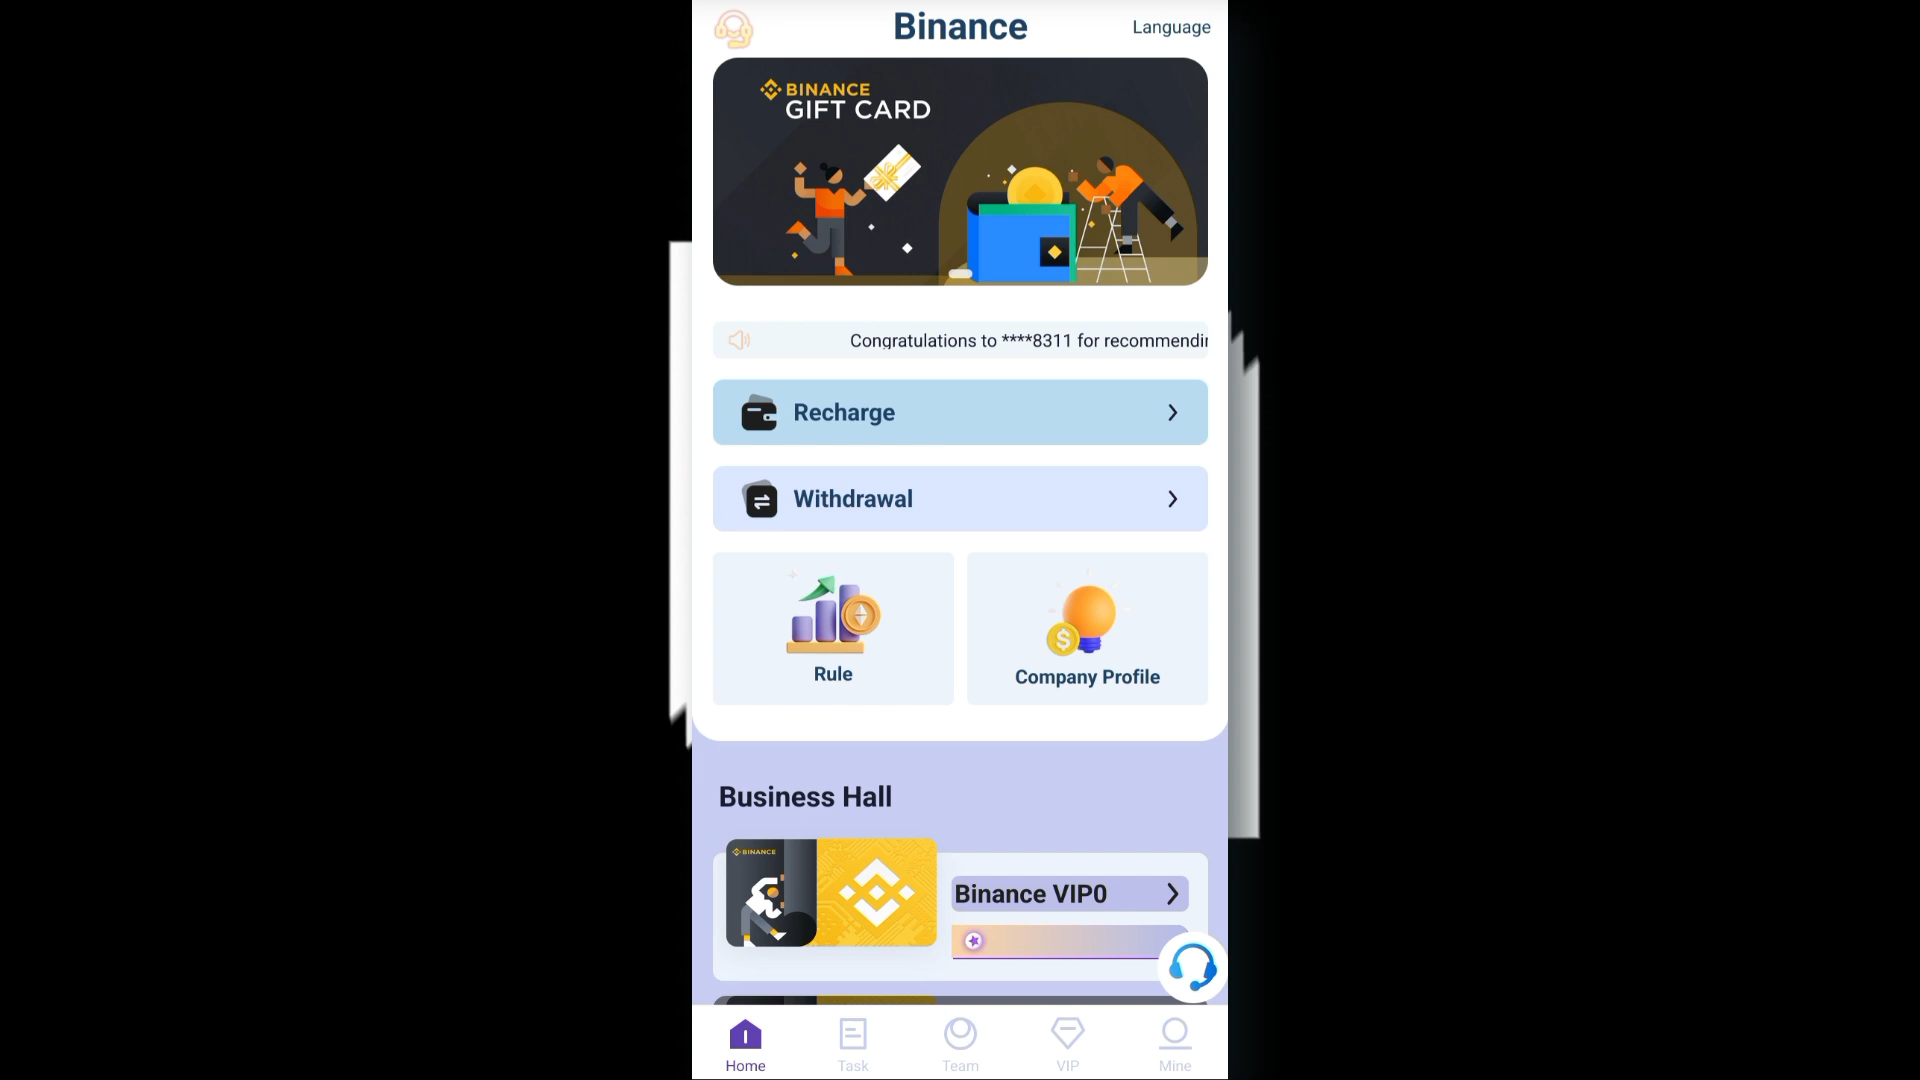 Binance
Language
BINANCE
GIFT CARD
Congratulations to ****8311 for
Recharge
Withdrawal
Rule
Company Profile
Business Hall
BINANCE
Binance VIP0
Home
Task
Team
VIP
Mine